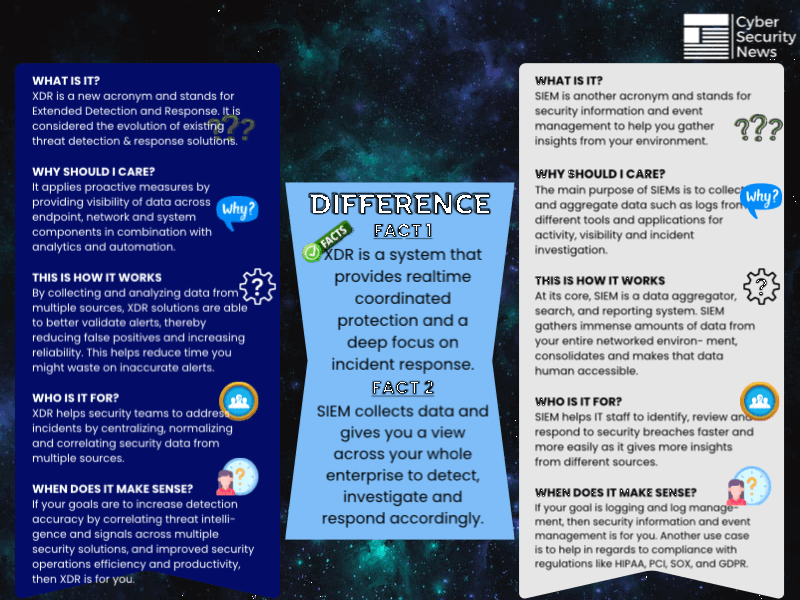 Cyber
Security
News
WHAT IS IT?
XDR is a new acronym and stands for
Extended Detection and Response. It is
considered the evolution of existing
threat detection & response solutions.
???
WHY SHOULD I CARE?
It applies proactive measures by
providing visibility of data across
endpoint, network and system
components in combination with
analytics and automation.
Why?
THIS IS HOW IT WORKS
By collecting and analyzing data from
multiple sources, XDR solutions are able
to better validate alerts, thereby
reducing false positives and increasing
reliability. This helps reduce time you
might waste on inaccurate alerts.
?
WHO IS IT FOR?
XDR helps security teams to address
incidents by centralizing, normalizing
and correlating security data from
multiple sources.
WHEN DOES IT MAKE SENSE?
If your goals are to increase detection
accuracy by correlating threat intelli-
gence and signals across multiple
security solutions, and improved security
operations efficiency and productivity,
then XDR is for you.
?
DIFFERENCE
FACT 1
FACTS
XDR is a system that
provides realtime
coordinated
protection and a
deep focus on
incident response.
FACT 2
SIEM collects data and
gives you a view
across your whole
enterprise to detect,
investigate and
respond accordingly.
WHAT IS IT?
SIEM is another acronym and stands for
security information and event
management to help you gather
insights from your environment.
???
WHY SHOULD I CARE?
The main purpose of SIEMs is to collect
and aggregate data such as logs from
different tools and applications for
activity, visibility and incident
investigation.
Why?
THIS IS HOW IT WORKS
At its core, SIEM is a data aggregator,
search, and reporting system. SIEM
gathers immense amounts of data from
your entire networked environ- ment,
consolidates and makes that data
human accessible.
?
WHO IS IT FOR?
SIEM helps IT staff to identify, review and
respond to security breaches faster and
more easily as it gives more insights
from different sources.
WHEN DOES IT MAKE SENSE?
If your goal is logging and log manage-
ment, then security information and event
management is for you. Another use case
is to help in regards to compliance with
regulations like HIPAA, PCI, SOX, and GDPR.
?